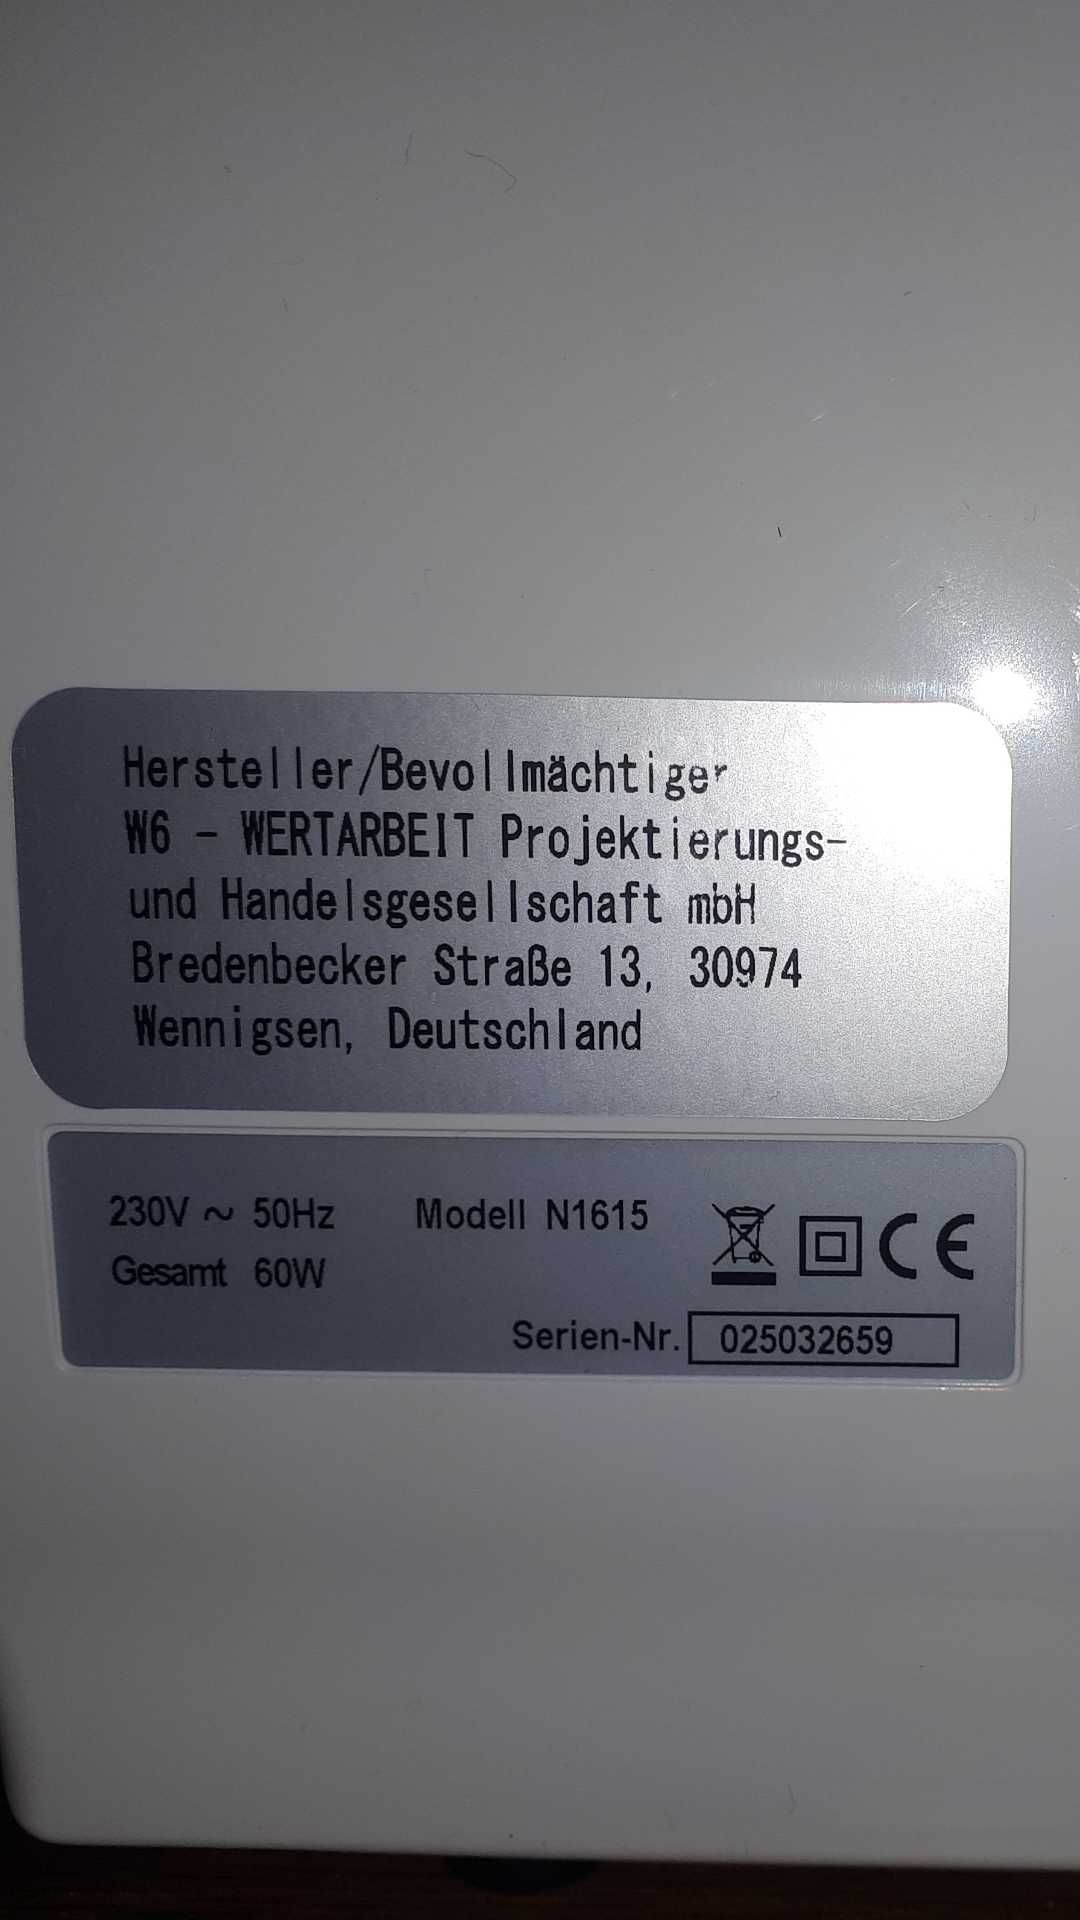 Hersteller/Bevollmächtiger
W6 - WERTARBEIT Projektierungs-
und Handelsgesellschaft mbH
Bredenbecker Straße 13, 30974
Wennigsen, Deutschland
230V ~ 50Hz Modell N1615
Gesamt 60W
CE
Serien-Nr. 025032659